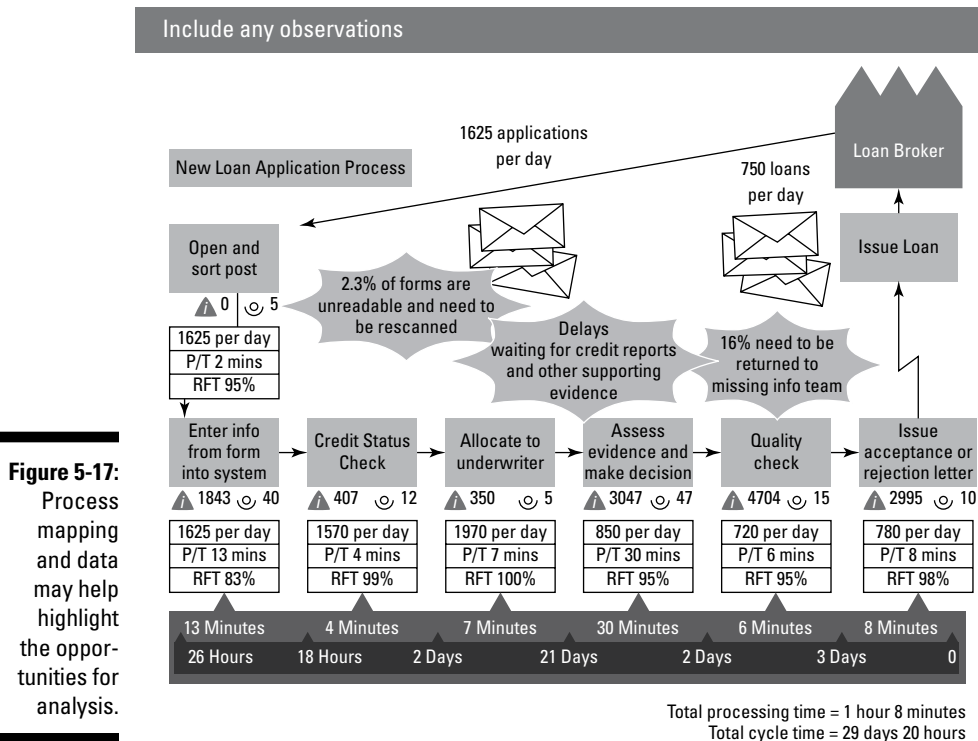 Include any observations
1625 applications
per day
Loan Broker
New Loan Application Process
750 loans
per day
Open and
sort post
Issue Loan
2.3% of forms are
unreadable and need to
be rescanned
0 5
Delays
waiting for credit reports
and other supporting
evidence
16% need to be
returned to
missing info team
1625 per day
P/T 2 mins
RFT 95%
Enter info
from form
into system
Credit Status
Check
Allocate to
underwriter
Assess
evidence and
make decision
Quality
check
Issue
acceptance or
rejection letter
i 1843 40
i 407 12
i 350 5
i 3047 47
i 4704 15
i 2995 10
1625 per day
P/T 13 mins
RFT 83%
1570 per day
P/T 4 mins
RFT 99%
1970 per day
P/T 7 mins
RFT 100%
850 per day
P/T 30 mins
RFT 95%
720 per day
P/T 6 mins
RFT 95%
780 per day
P/T 8 mins
RFT 98%
13 Minutes 4 Minutes 7 Minutes 30 Minutes 6 Minutes 8 Minutes
26 Hours 18 Hours 2 Days 21 Days 2 Days 3 Days 0
Total processing time = 1 hour 8 minutes
Total cycle time = 29 days 20 hours
Figure 5-17:
Process
mapping
and data
may help
highlight
the oppor-
tunities for
analysis.